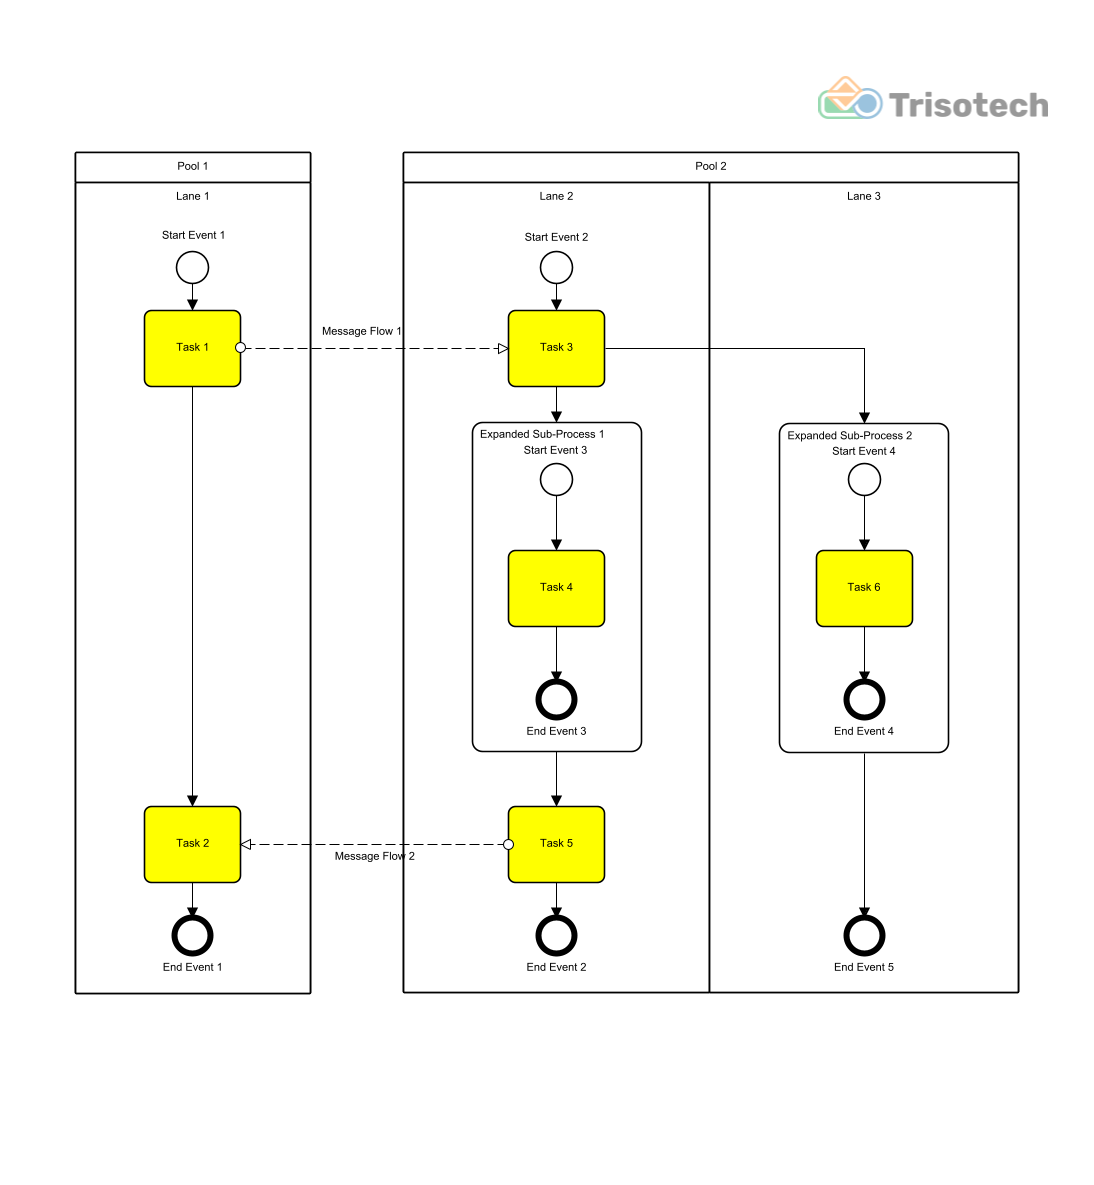 Trisotech
Pool 1
Lane 1
Start Event 1
Task 1
Message Flow 1
Task 2
Message Flow 2
End Event 1
Pool 2
Lane 2
Start Event 2
Task 3
Expanded Sub-Process 1
Start Event 3
Task 4
End Event 3
Task 5
End Event 2
Lane 3
Expanded Sub-Process 2
Start Event 4
Task 6
End Event 4
End Event 5